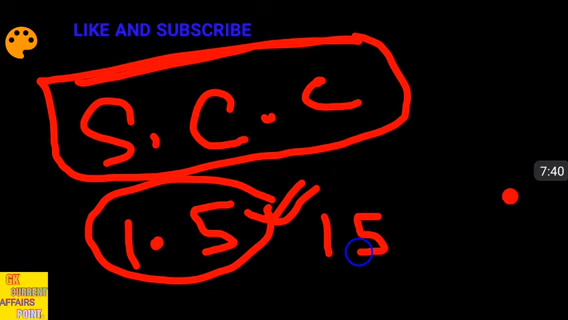 LIKE AND SUBSCRIBE
S. C. C
1.5 15
7:40
GK
CURRENT
AFFAIRS
POINT